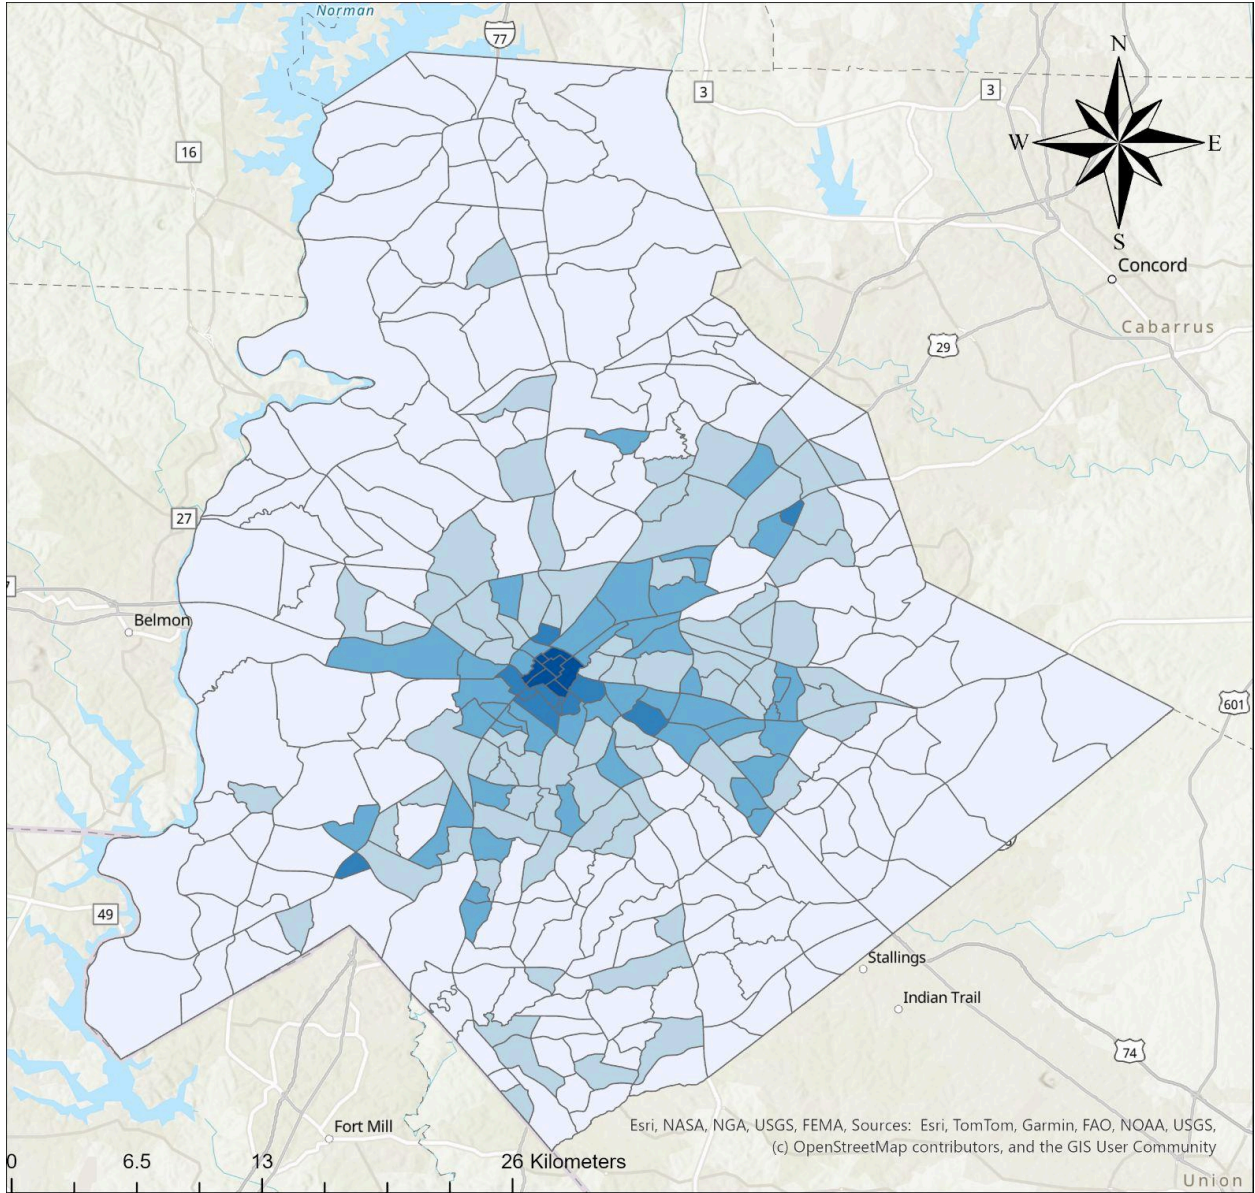 Norman
77
N
3
3
16
W
E
S
Concord
Cabarrus
29
27
7
Belmon
601
49
Stallings
Indian Trail
74
Fort Mill
Esri, NASA, NGA, USGS, FEMA, Sources: Esri, TomTom, Garmin, FAO, NOAA, USGS,
(c) OpenStreetMap contributors, and the GIS User Community
0 6.5 13 26 Kilometers
Union